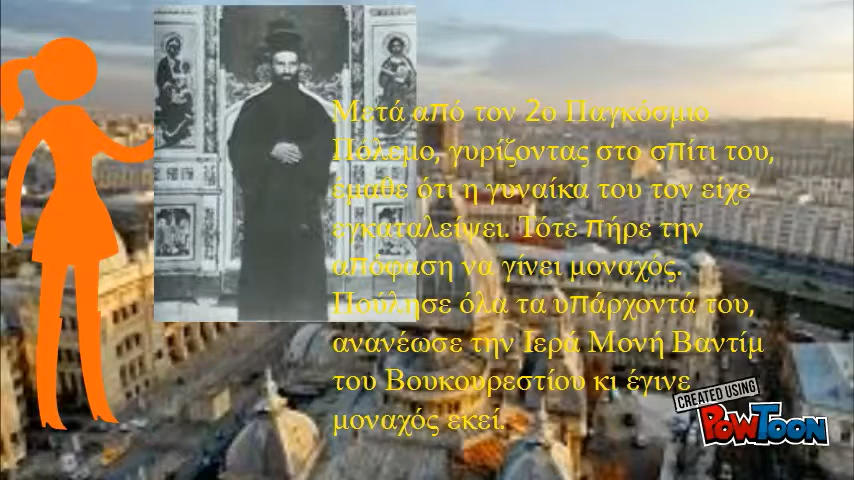 Μετά από τον 2ο Παγκόσμιο
Πόλεμο, γυρίζοντας στο σπίτι του,
έμαθε ότι η γυναίκα του τον είχε
εγκαταλείψει. Τότε πήρε την
απόφαση να γίνει μοναχός.
Πούλησε όλα τα υπάρχοντά του,
ανανέωσε την Ιερά Μονή Βαντίμ
του Βουκουρεστίου κι έγινε
μοναχός εκεί.
CREATED USING
PowToon